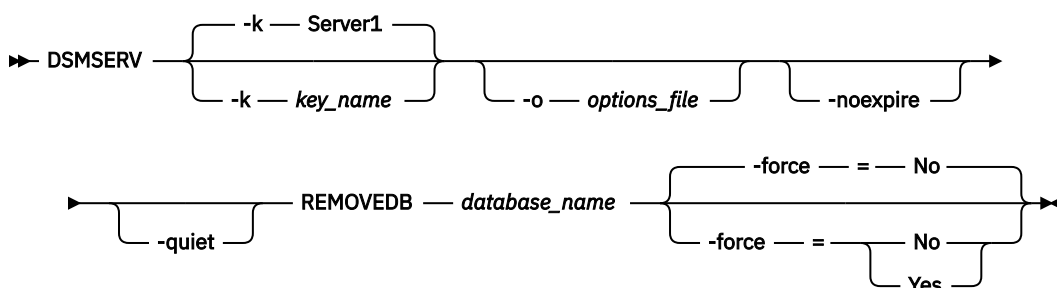 -k Server1
DSMSERV
-k key_name
-o options_file
-noexpire
-force = No
REMOVEDB database_name
-quiet
-force = No
Yes